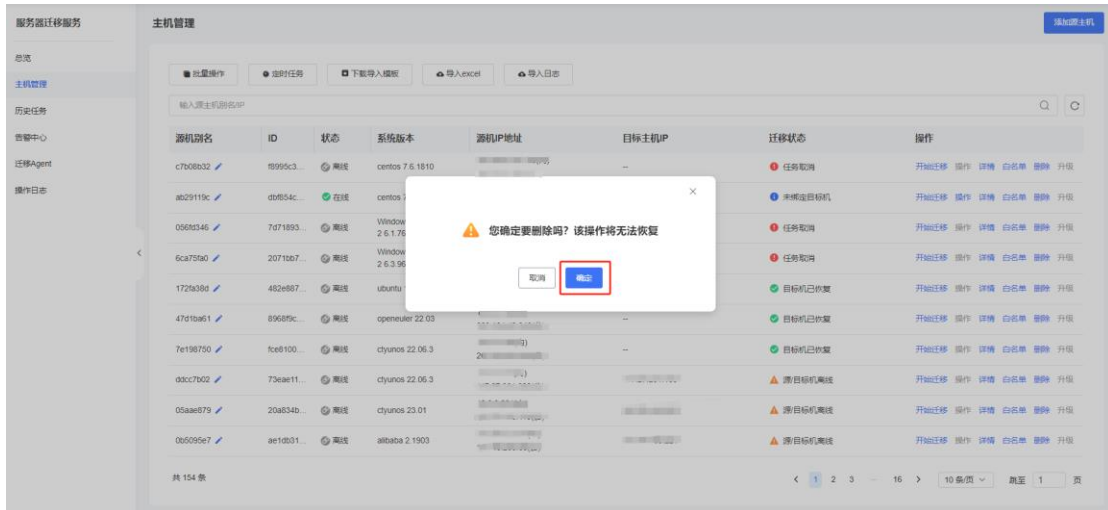 服务器迁移服务
主机管理
添加源主机
总览
主机管理
历史任务
告警中心
迁移Agent
操作日志
批量操作 定时任务 下载导入模板 导入excel 导入日志
输入源主机别名/IP
源机别名 ID 状态 系统版本 源机IP地址 目标主机IP 迁移状态 操作
c7b08b32 f8995c3... 离线 centos 7.6.1810 -- 任务取消 开始迁移 操作 详情 白名单 删除 升级
ab29119c dbf854c... 在线 centos 未绑定目标机 开始迁移 操作 详情 白名单 删除 升级
056fd346 7d71893... 离线 Window 2 6.1.76 任务取消 开始迁移 操作 详情 白名单 删除 升级
6ca75fa0 2071bb7... 离线 Window 2 6.3.96 任务取消 开始迁移 操作 详情 白名单 删除 升级
172fa38d 482e887... 离线 ubuntu 目标机已恢复 开始迁移 操作 详情 白名单 删除 升级
47d1ba61 8968f9c... 离线 openeuler 22.03 -- 目标机已恢复 开始迁移 操作 详情 白名单 删除 升级
7e198750 fce8100... 离线 ctyunos 22.06.3 -- 目标机已恢复 开始迁移 操作 详情 白名单 删除 升级
ddcc7b02 73eae11... 离线 ctyunos 22.06.3 源/目标机离线 开始迁移 操作 详情 白名单 删除 升级
05aae879 20a834b... 离线 ctyunos 23.01 源/目标机离线 开始迁移 操作 详情 白名单 删除 升级
0b5095e7 ae1db31... 离线 alibaba 2.1903 源/目标机离线 开始迁移 操作 详情 白名单 删除 升级
您确定要删除吗？该操作将无法恢复
取消 确定
共 154 条
1 2 3 ... 16 10 条/页 跳至 1 页